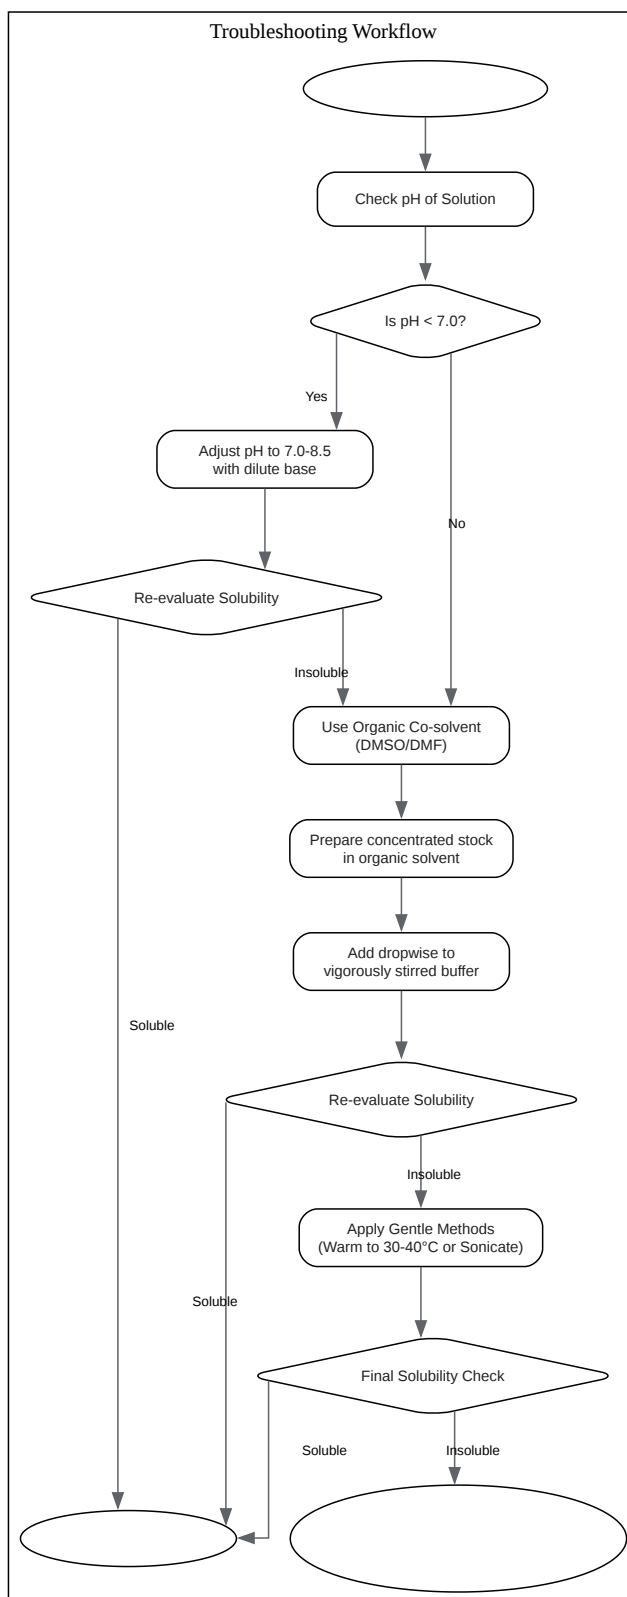 Troubleshooting Workflow
Check pH of Solution
Is pH < 7.0?
Yes
Adjust pH to 7.0-8.5
with dilute base
No
Re-evaluate Solubility
Insoluble
Use Organic Co-solvent
(DMSO/DMF)
Prepare concentrated stock
in organic solvent
Add dropwise to
vigorously stirred buffer
Soluble
Re-evaluate Solubility
Insoluble
Apply Gentle Methods
(Warm to 30-40°C or Sonicate)
Soluble
Final Solubility Check
Soluble
Insoluble